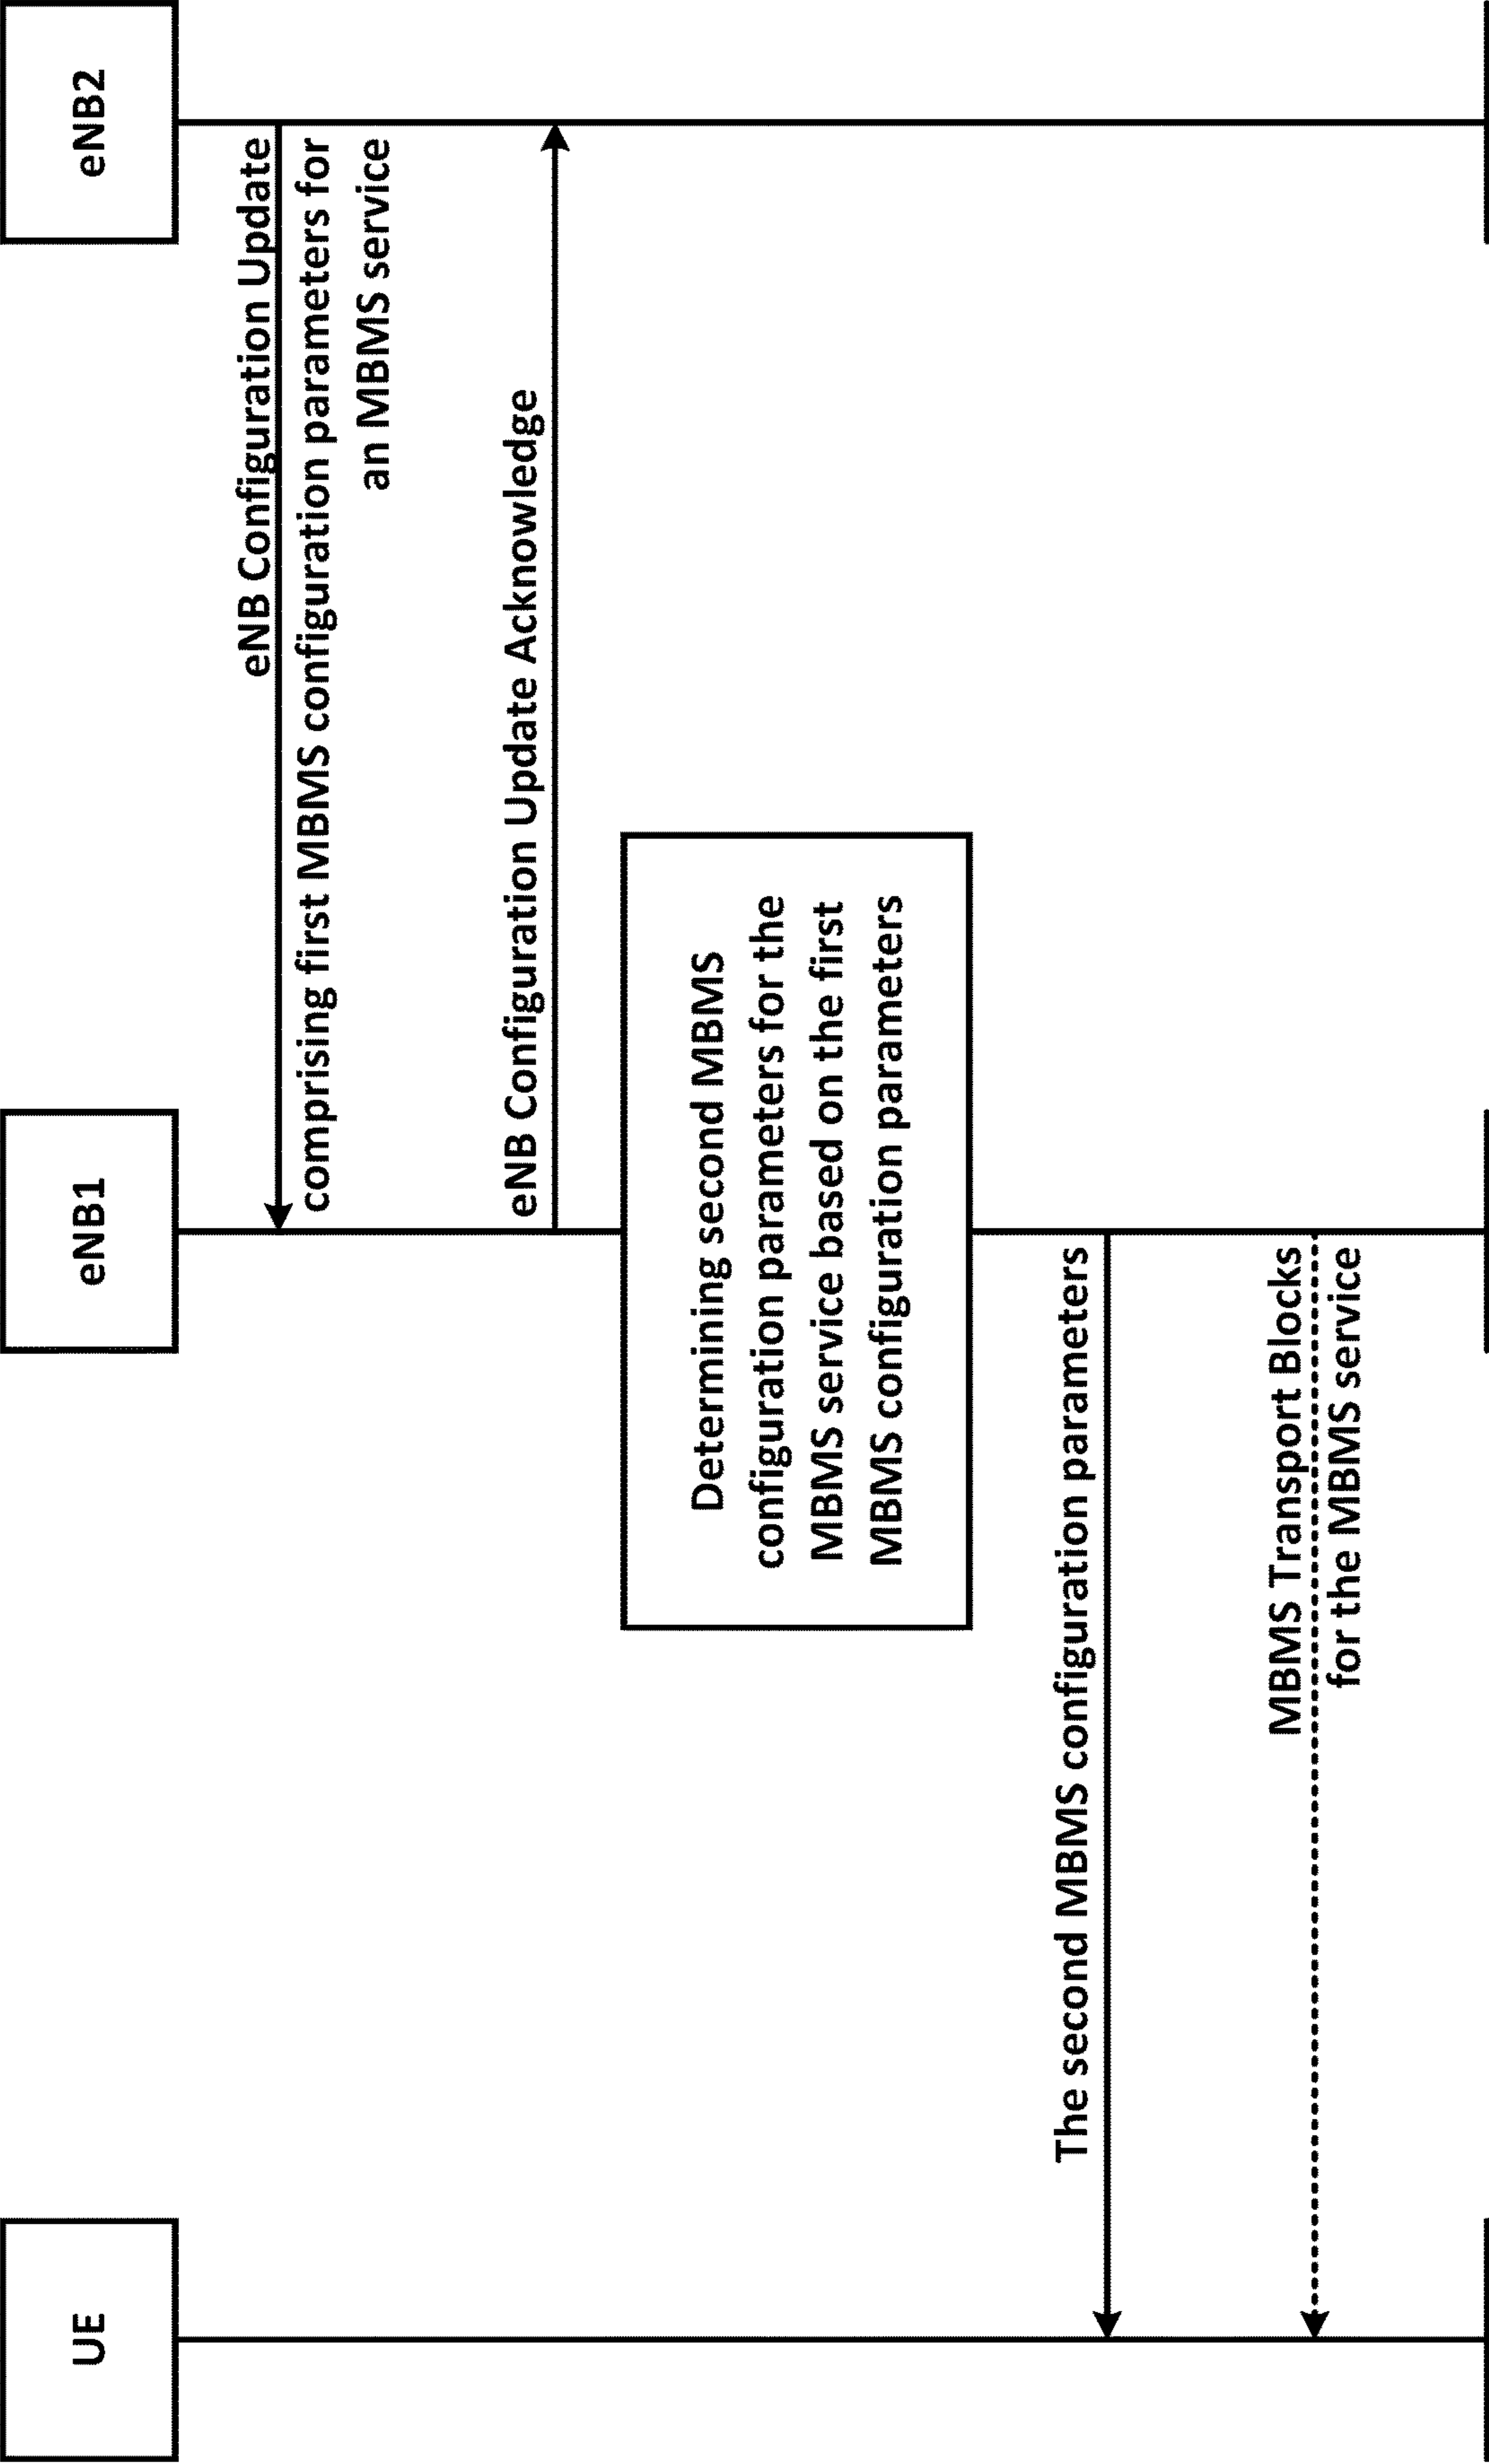 UE
eNB1
eNB2
eNB Configuration Update
comprising first MBMS configuration parameters for
an MBMS service
eNB Configuration Update Acknowledge
Determining second MBMS
configuration parameters for the
MBMS service based on the first
MBMS configuration parameters
The second MBMS configuration parameters
MBMS Transport Blocks
for the MBMS service